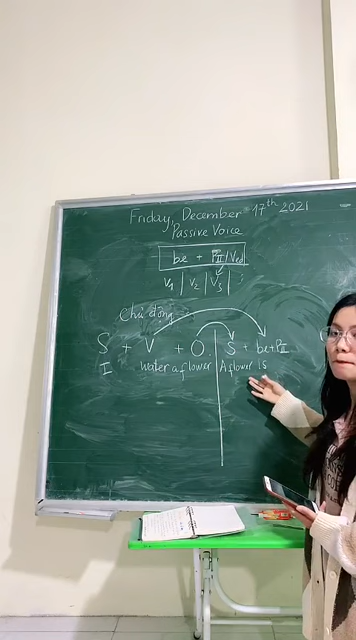 Friday, December 17th 2021
Passive Voice
be + PII/Ved
V1 | V2 | V3 |
Chủ động
S + V + O S + be+PII
I water a flower A flower is